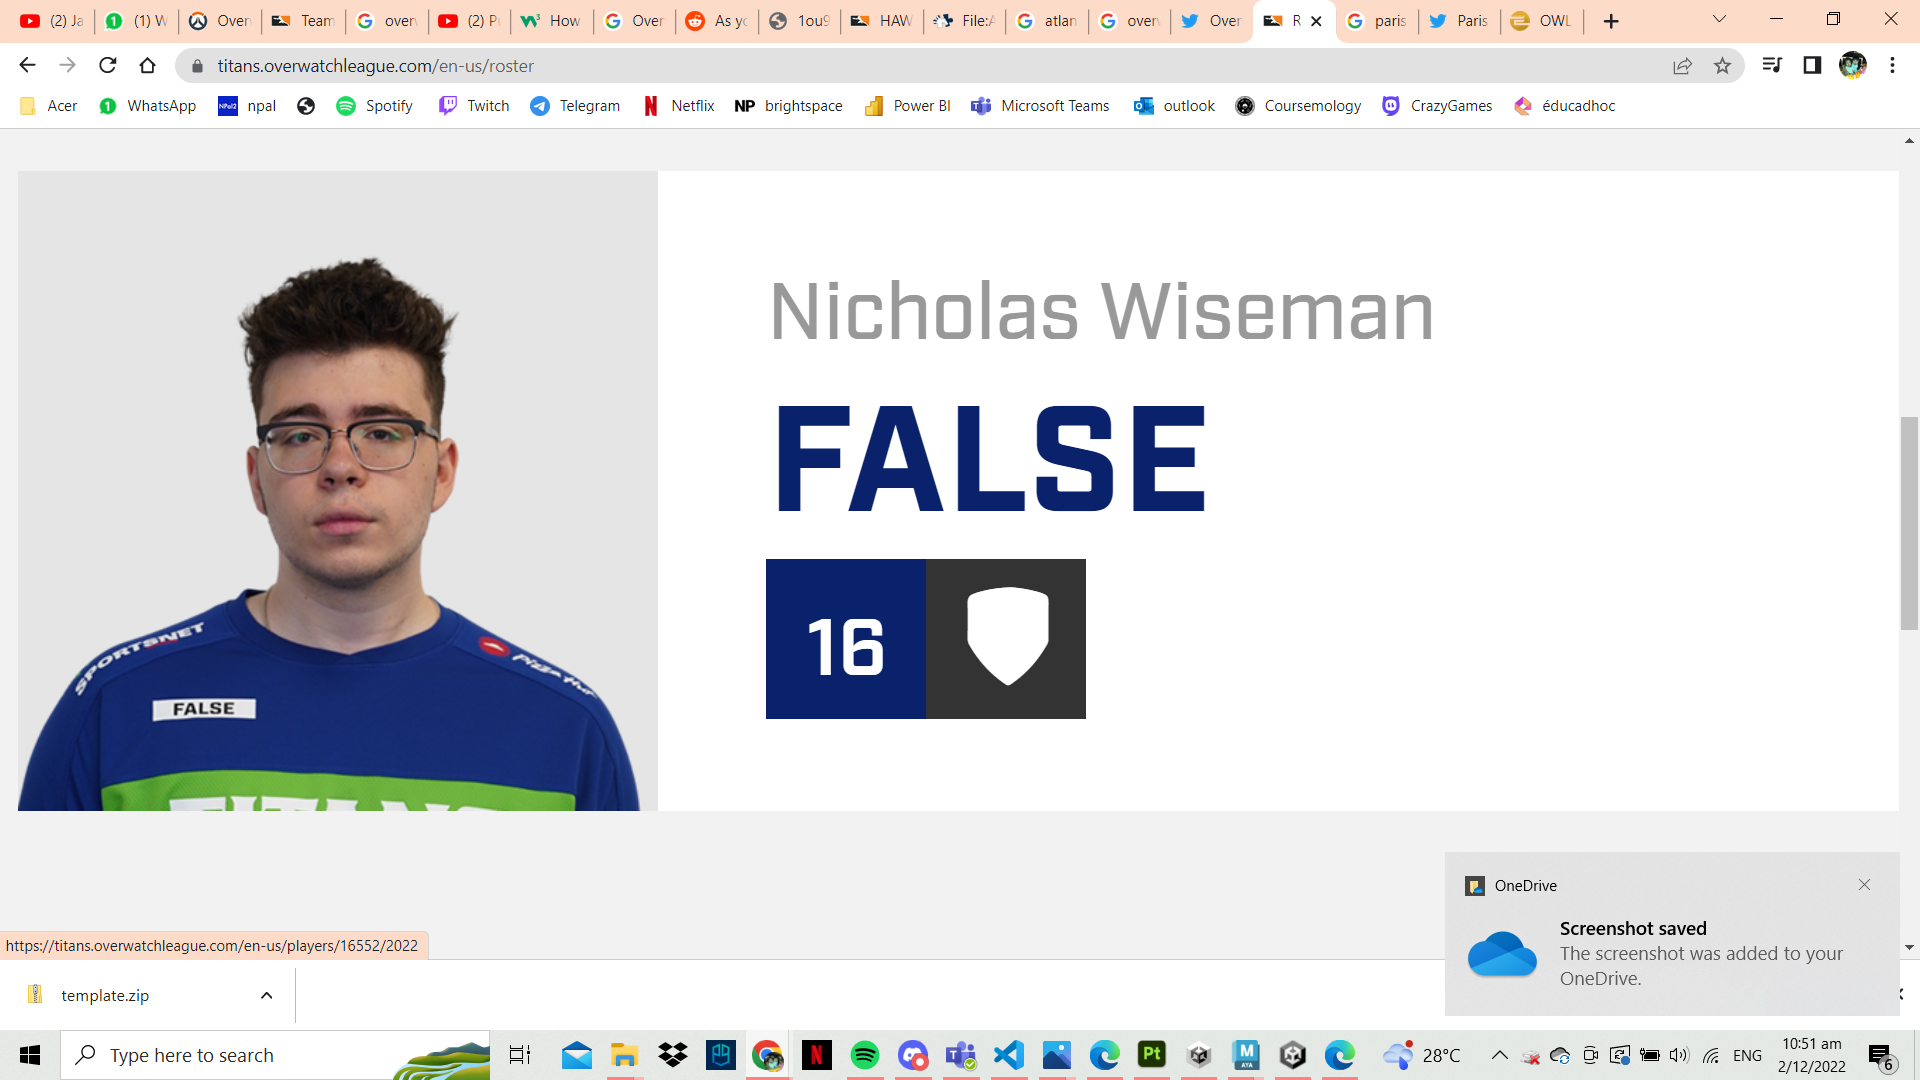 (2) Ja
(1) W
Over
Team
over
(2) P
How
Over
As yo
1ou9
HAW
File:A
atlan
over
Over
R
paris
Paris
OWL
titans.overwatchleague.com/en-us/roster
Acer
WhatsApp
npal
Spotify
Twitch
Telegram
Netflix
NP brightspace
Power BI
Microsoft Teams
outlook
Coursemology
CrazyGames
éducadhoc
Nicholas Wiseman
FALSE
16
SPORTSNET
Pizza Hut
FALSE
TITANS
OneDrive
Screenshot saved
The screenshot was added to your
OneDrive.
https://titans.overwatchleague.com/en-us/players/16552/2022
template.zip
Type here to search
28°C
ENG
10:51 am
2/12/2022
6